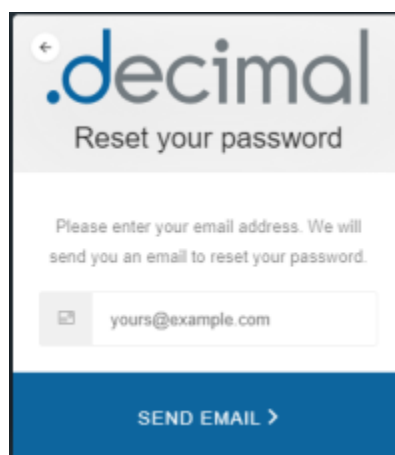 .decimal
Reset your password
Please enter your email address. We will
send you an email to reset your password.
yours@example.com
SEND EMAIL >